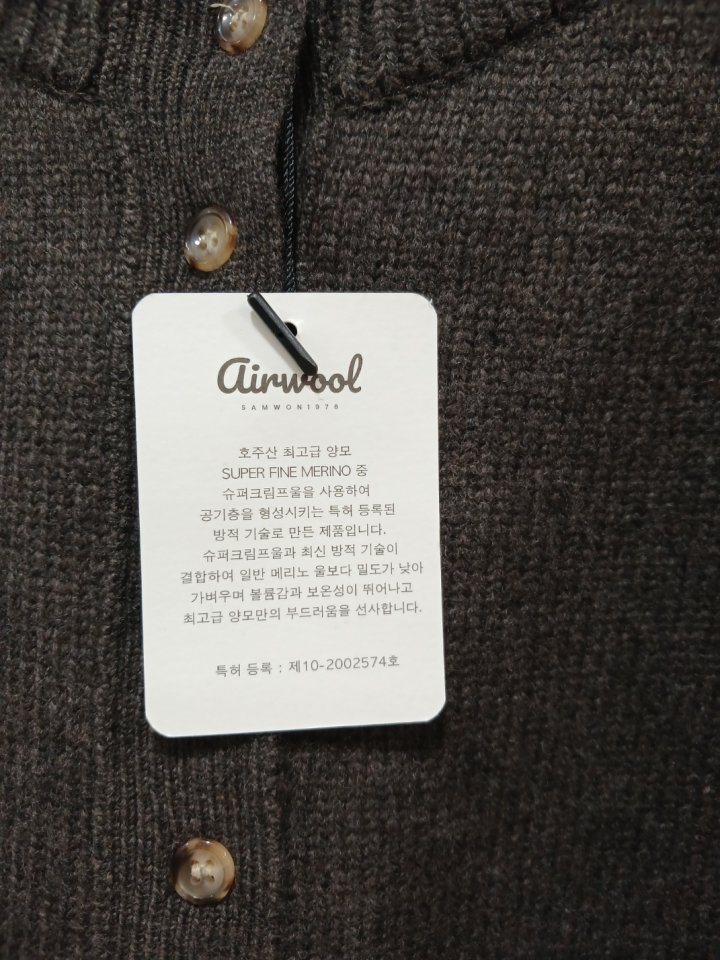 airwool
SAMWON1978
호주산 최고급 양모
SUPER FINE MERINO 중
슈퍼크림프울을 사용하여
공기층을 형성시키는 특허 등록된
방적 기술로 만든 제품입니다.
슈퍼크림프울과 최신 방적 기술이
결합하여 일반 메리노 울보다 밀도가 낮아
가벼우며 볼륨감과 보온성이 뛰어나고
최고급 양모만의 부드러움을 선사합니다.
특허 등록 : 제10-2002574호